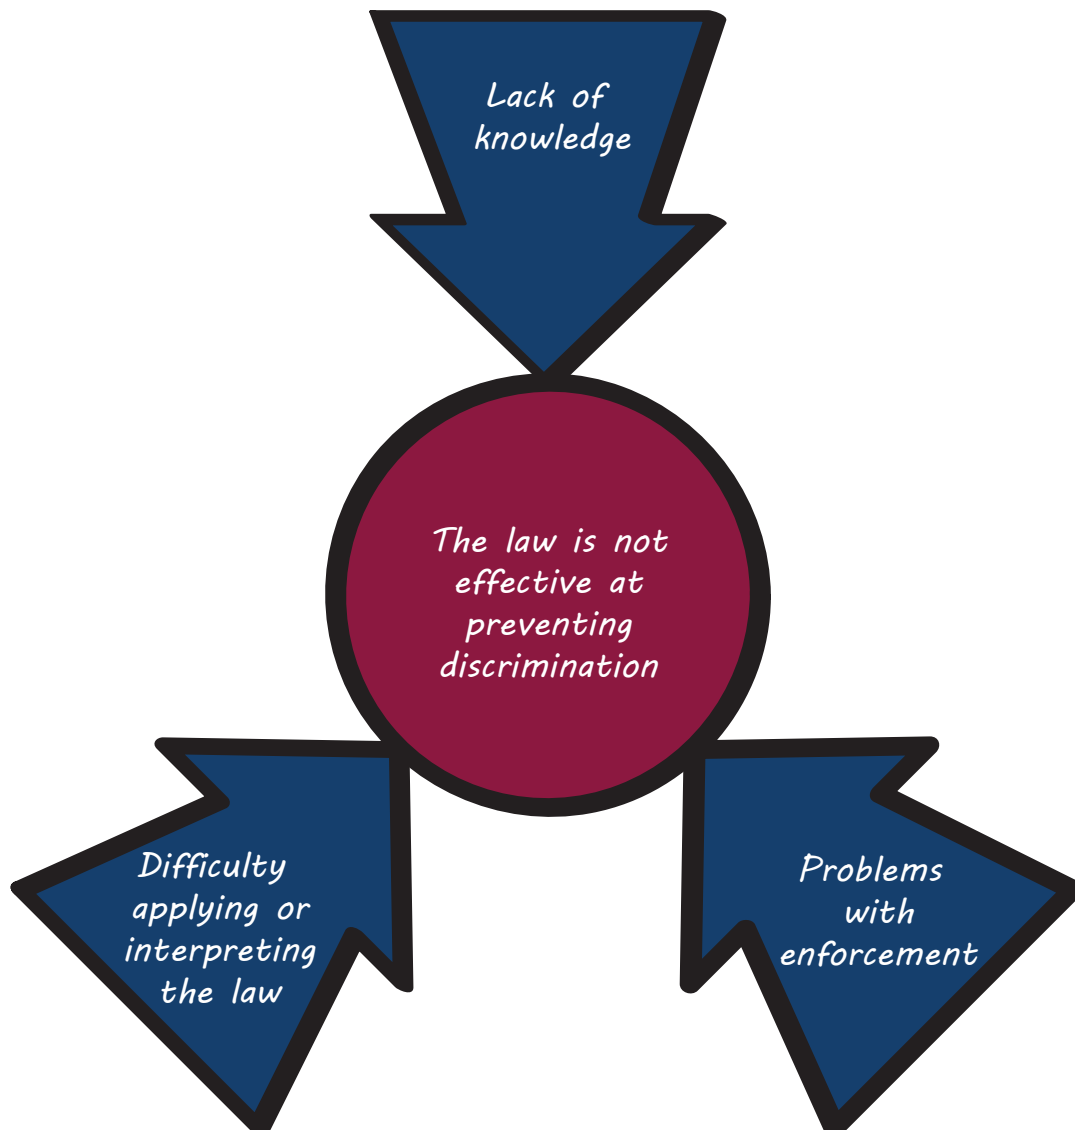 Lack of
knowledge
The law is not
effective at
preventing
discrimination
Difficulty
applying or
interpreting
the law
Problems
with
enforcement